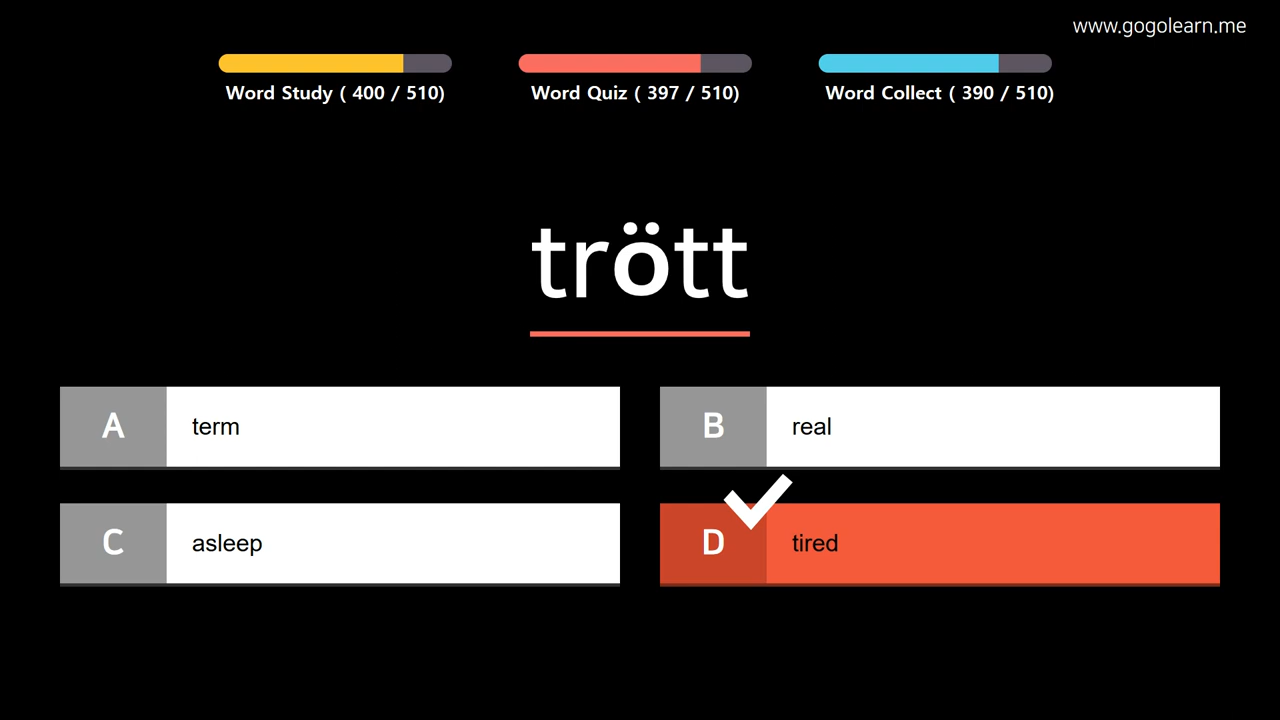 www.gogolearn.me
Word Study ( 400 / 510)
Word Quiz ( 397 / 510)
Word Collect ( 390 / 510)
trött
A
term
B
real
C
asleep
D
tired